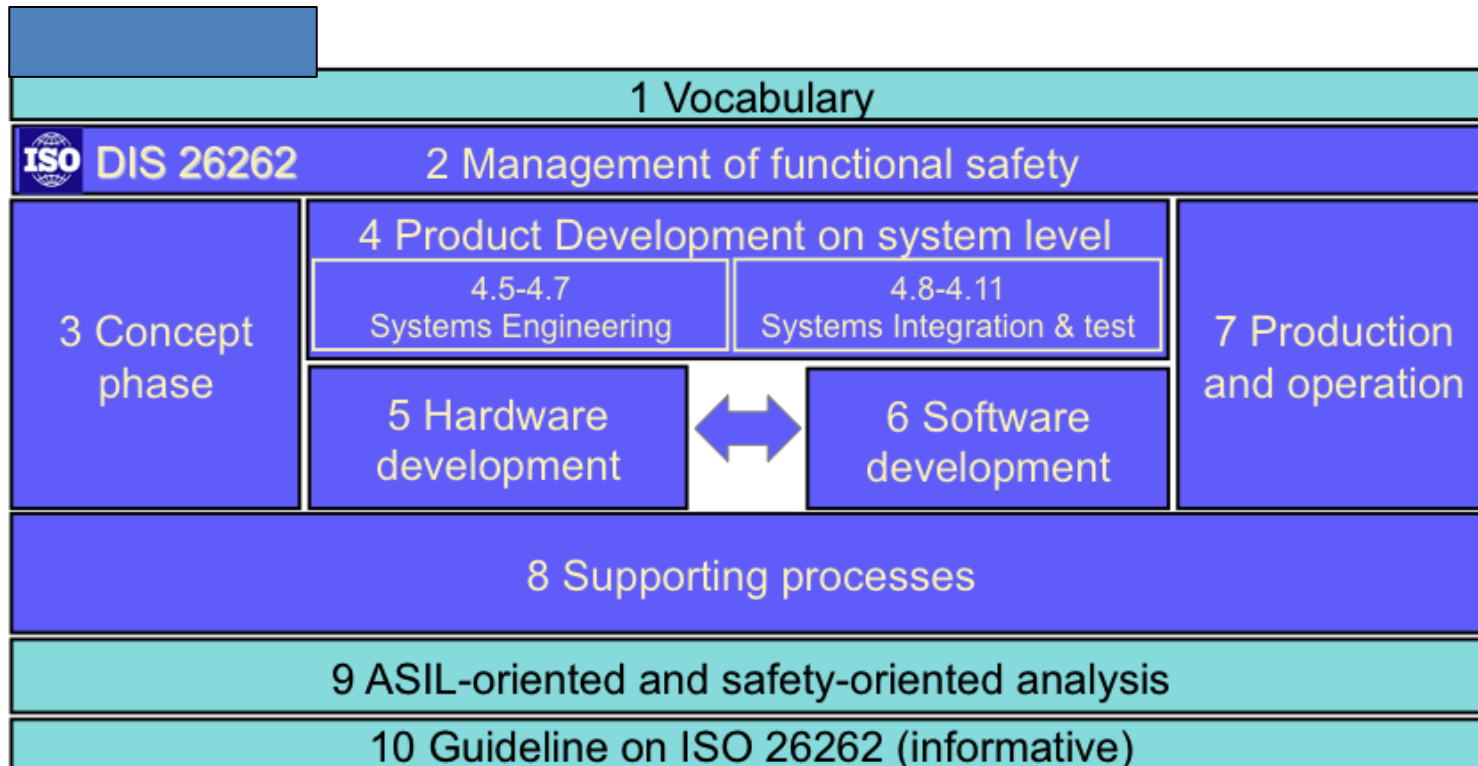 1 Vocabulary
ISO DIS 26262
2 Management of functional safety
3 Concept
phase
4 Product Development on system level
4.5-4.7
Systems Engineering
4.8-4.11
Systems Integration & test
5 Hardware
development
6 Software
development
7 Production
and operation
8 Supporting processes
9 ASIL-oriented and safety-oriented analysis
10 Guideline on ISO 26262 (informative)